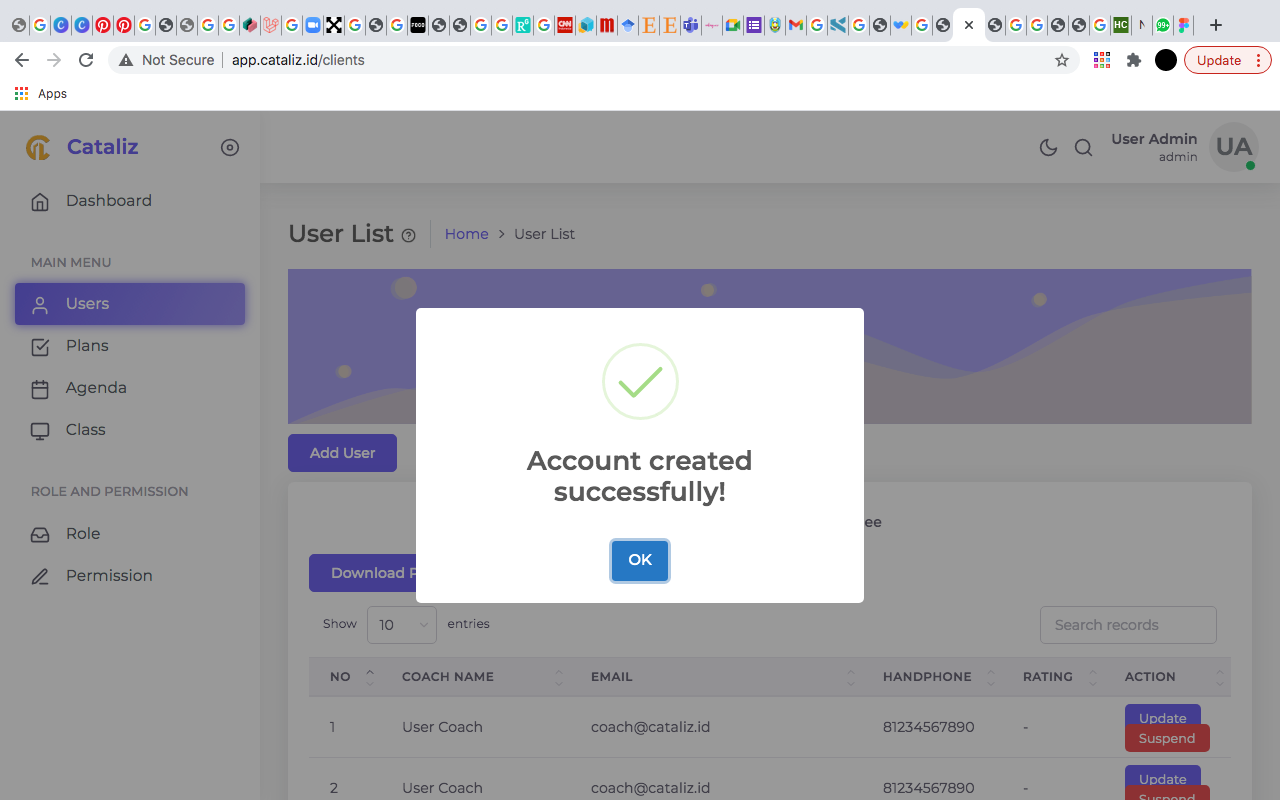 Not Secure
app.cataliz.id/clients
Update
Apps
Cataliz
User Admin
admin
UA
Dashboard
User List
Home > User List
MAIN MENU
Users
Plans
Agenda
Class
ROLE AND PERMISSION
Role
Permission
Add User
Account created
successfully!
OK
ee
Download P
Show 10 entries
Search records
NO COACH NAME EMAIL HANDPHONE RATING ACTION
1 User Coach coach@cataliz.id 81234567890 - Update
Suspend
2 User Coach coach@cataliz.id 81234567890 - Update
Suspend